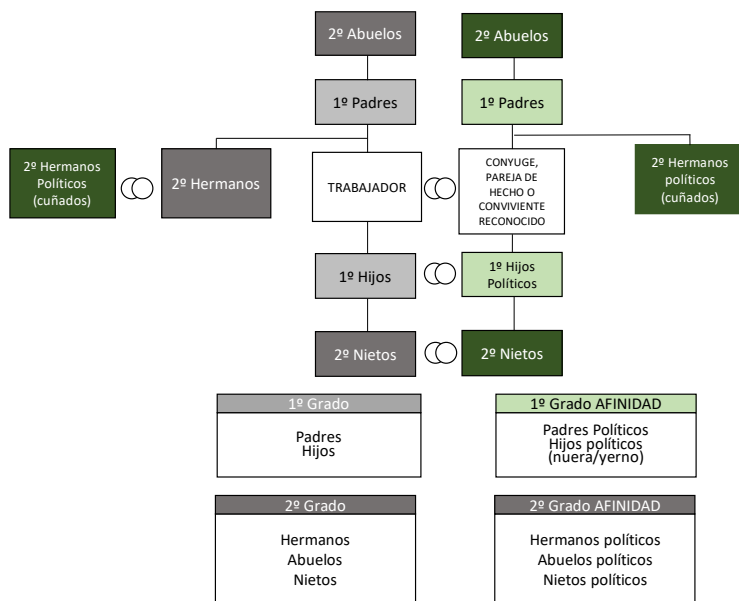 2º Abuelos
2º Abuelos
1º Padres
1º Padres
2º Hermanos
Políticos
(cuñados)
2º Hermanos
TRABAJADOR
CONYUGE,
PAREJA DE
HECHO O
CONVIVIENTE
RECONOCIDO
2º Hermanos
políticos
(cuñados)
1º Hijos
1º Hijos
Políticos
2º Nietos
2º Nietos
1º Grado
Padres
Hijos
1º Grado AFINIDAD
Padres Políticos
Hijos políticos
(nuera/yerno)
2º Grado
Hermanos
Abuelos
Nietos
2º Grado AFINIDAD
Hermanos políticos
Abuelos políticos
Nietos políticos